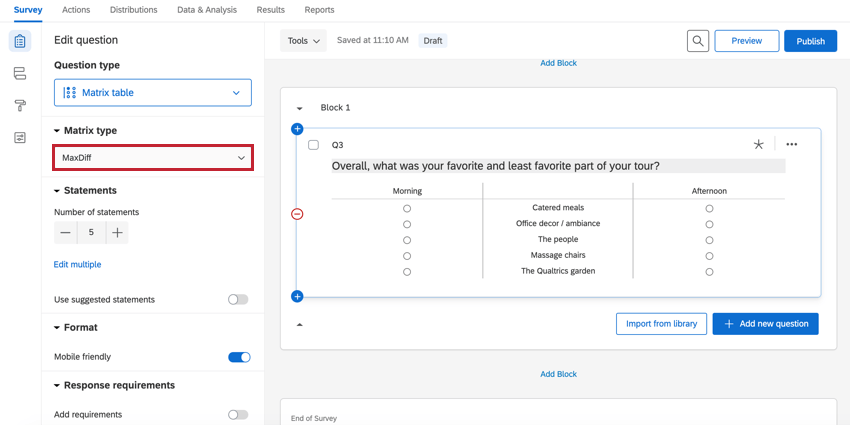 Survey Actions Distributions Data & Analysis Results Reports
Edit question
Question type
Matrix table
Matrix type
MaxDiff
Statements
Number of statements
5
Edit multiple
Use suggested statements
Format
Mobile friendly
Response requirements
Add requirements
Tools Saved at 11:10 AM Draft Preview Publish
Add Block
Block 1
Q3
Overall, what was your favorite and least favorite part of your tour?
Morning Afternoon
Catered meals
Office decor / ambiance
The people
Massage chairs
The Qualtrics garden
Import from library Add new question
Add Block
End of Survey